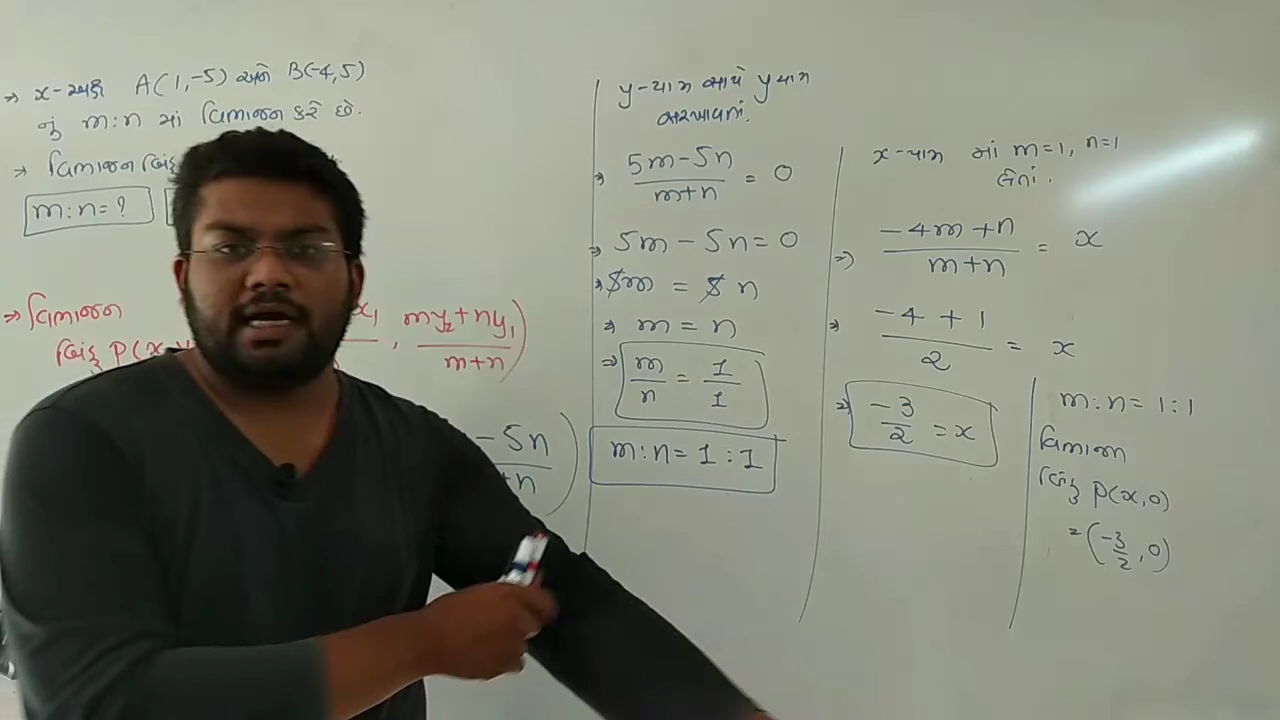 ⇒ x-અક્ષ A(1,-5) અને B(-4,5)
નું m:n માં વિભાજન કરે છે.
⇒ વિભાજન બિંદુ
m:n=?
⇒ વિભાજન
બિંદુ P(x, x₁ , my₂+ny₁
m+n )
-5n
+n )
y-યામ સાથે y યામ
સરખાવતાં.
⇒ 5m-5n
m+n = 0
⇒ 5m - 5n = 0
⇒ 5m = 5n
⇒ m = n
⇒ m/n = 1/1
m:n = 1:1
x-યામ માં m=1, n=1
લેતાં.
⇒ -4m+n
m+n = x
⇒ -4 + 1
2 = x
⇒ -3/2 = x
m:n = 1:1
વિભાજન
બિંદુ P(x,0)
= (-3/2, 0)